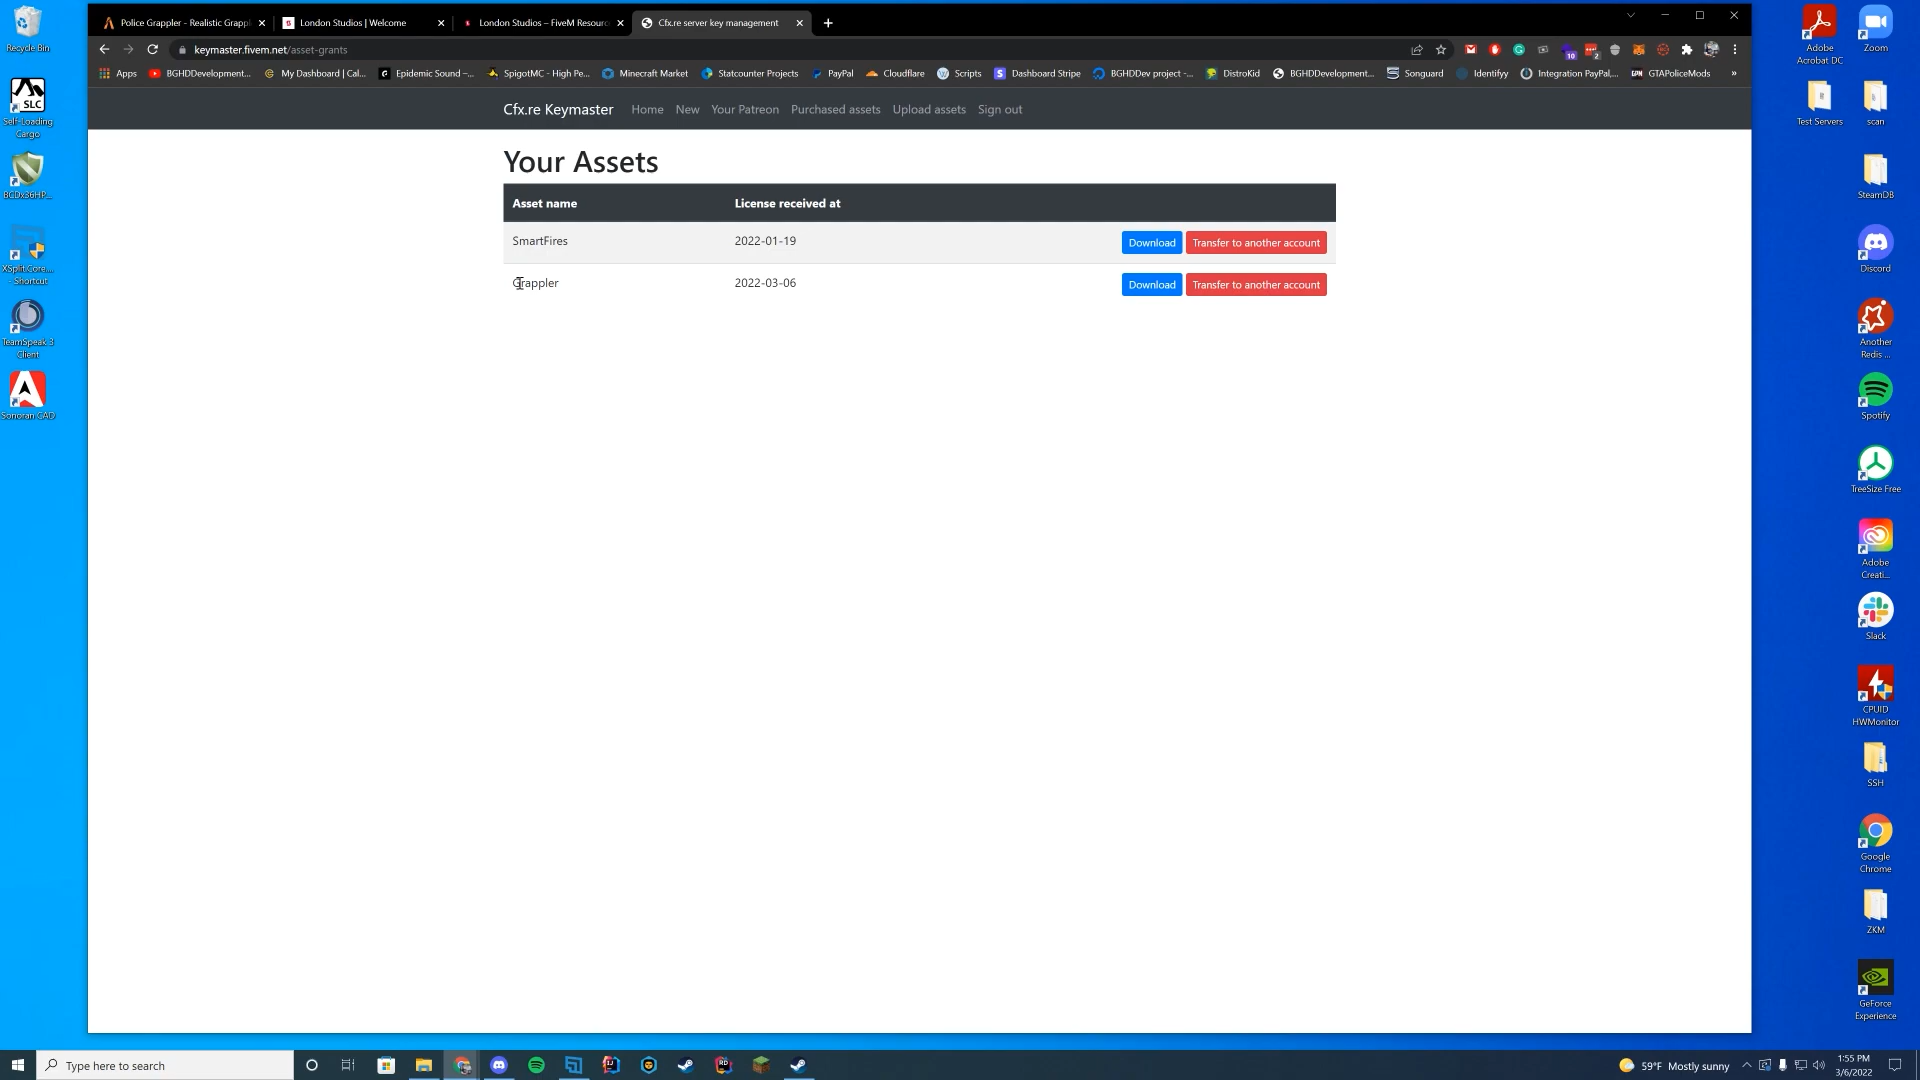 Recycle Bin
SLC
Self-Loading
Cargo
XSplit Core....
- Shortcut
TeamSpeak 3
Client
Sonoran CAD
Police Grappler - Realistic Grappl
London Studios | Welcome
London Studios – FiveM Resourc
Cfx.re server key management
keymaster.fivem.net/asset-grants
Apps
BGHDDevelopment...
My Dashboard | Cal...
Epidemic Sound –...
SpigotMC - High Pe...
Minecraft Market
Statcounter Projects
PayPal
Cloudflare
Scripts
Dashboard Stripe
BGHDDev project -...
DistroKid
BGHDDevelopment...
Songuard
Identifyy
Integration PayPal,...
GTAPoliceMods
»
10
2
Cfx.re Keymaster
Home
New
Your Patreon
Purchased assets
Upload assets
Sign out
Your Assets
Asset name
License received at
SmartFires
2022-01-19
Download
Transfer to another account
Grappler
2022-03-06
Download
Transfer to another account
Adobe
Acrobat DC
Zoom
Test Servers
scan
SteamDB
Discord
Another
Redis ...
Spotify
TreeSize Free
Adobe
Creati...
Slack
CPUID
HWMonitor
SSH
Google
Chrome
ZKM
GeForce
Experience
Type here to search
59°F Mostly sunny
1:55 PM
3/6/2022